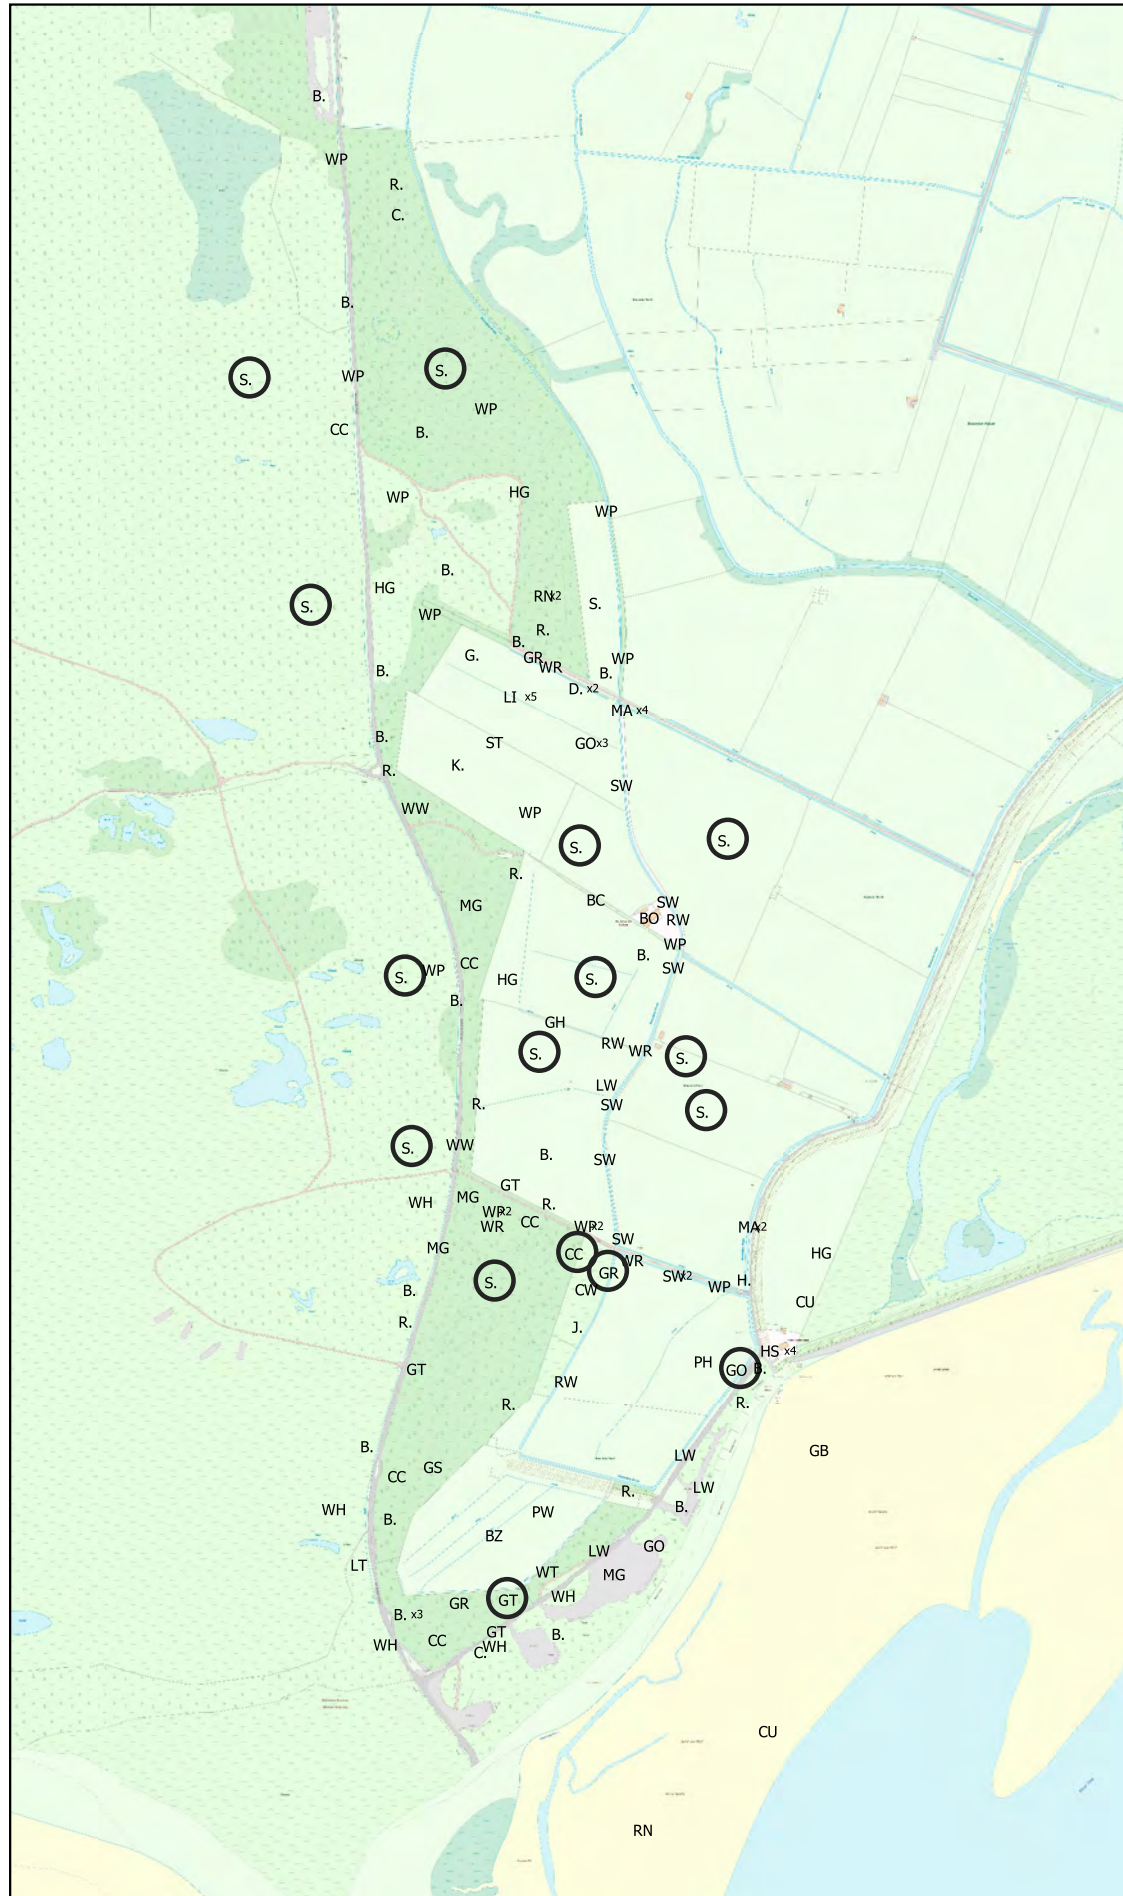 B.
WP
R.
C.
B.
S.
S.
WP
WP
CC
B.
WP
HG
WP
B.
HG
RN x2
S.
S.
WP
R.
B.
G.
GR
WP
WR
B.
B.
D. x2
LI x5
MA x4
B.
ST
GO x3
K.
R.
SW
WW
WP
S.
S.
R.
BC
SW
MG
BO
RW
WP
B.
CC
SW
WP
S.
HG
S.
B.
GH
RW
WR
S.
S.
LW
R.
SW
S.
WW
S.
B.
SW
GT
MG
WH
R.
WP x2
CC
WR
WP x2
MA x2
SW
MG
CC
HG
WR
GR
SW x2
S.
H.
WP
B.
CW
CU
R.
J.
HS x4
PH
GT
GO
B.
RW
R.
R.
B.
GB
LW
GS
CC
LW
R.
B.
WH
PW
B.
BZ
GO
LW
LT
WT
MG
WH
GT
GR
B. x3
GT
B.
CC
WH
WH
C.
CU
RN